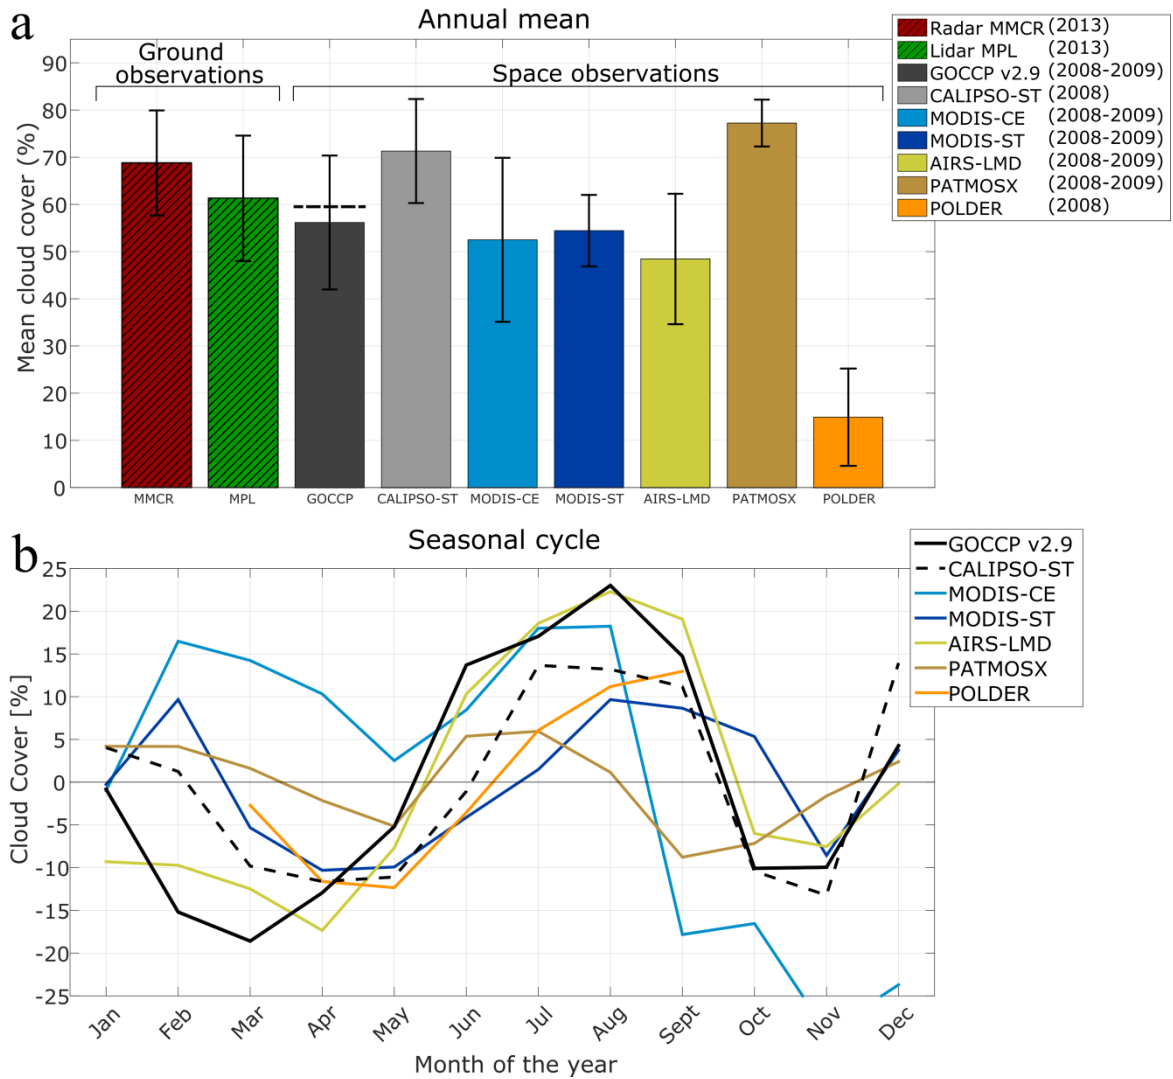 a
Annual mean
Ground
observations
Space observations
Radar MMCR (2013)
Lidar MPL (2013)
GOCCP v2.9 (2008-2009)
CALIPSO-ST (2008)
MODIS-CE (2008-2009)
MODIS-ST (2008-2009)
AIRS-LMD (2008-2009)
PATMOSX (2008-2009)
POLDER (2008)
Mean cloud cover (%)
90
80
70
60
50
40
30
20
10
0
MMCR MPL GOCCP CALIPSO-ST MODIS-CE MODIS-ST AIRS-LMD PATMOSX POLDER
b
Seasonal cycle
GOCCP v2.9
CALIPSO-ST
MODIS-CE
MODIS-ST
AIRS-LMD
PATMOSX
POLDER
Cloud Cover [%]
25
20
15
10
5
0
-5
-10
-15
-20
-25
Jan Feb Mar Apr May Jun Jul Aug Sept Oct Nov Dec
Month of the year